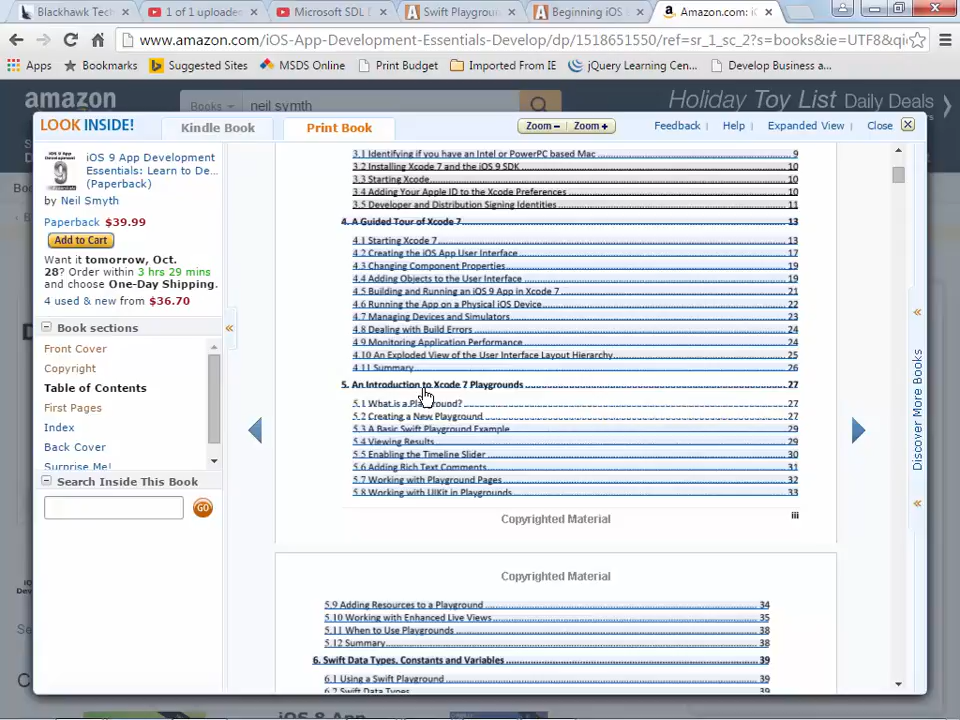 Blackhawk Techn
1 of 1 uploade
Microsoft SDL
Swift Playgroun
Beginning iOS
Amazon.com: i
www.amazon.com/iOS-App-Development-Essentials-Develop/dp/1518651550/ref=sr_1_sc_2?s=books&ie=UTF8&qi
Apps
Bookmarks
Suggested Sites
MSDS Online
Print Budget
Imported From IE
jQuery Learning Cen...
Develop Business a...
amazon
Books
neil symth
Holiday Toy List Daily Deals
LOOK INSIDE!
Kindle Book
Print Book
Zoom− Zoom+
Feedback | Help | Expanded View | Close
iOS 9 App Development
Essentials: Learn to De...
(Paperback)
by Neil Smyth
Paperback $39.99
Add to Cart
Want it tomorrow, Oct.
28? Order within 3 hrs 29 mins
and choose One-Day Shipping.
4 used & new from $36.70
Book sections
Front Cover
Copyright
Table of Contents
First Pages
Index
Back Cover
Surprise Me!
Search Inside This Book
GO
3.1 Identifying if you have an Intel or PowerPC based Mac 9
3.2 Installing Xcode 7 and the iOS 9 SDK 10
3.3 Starting Xcode 10
3.4 Adding Your Apple ID to the Xcode Preferences 10
3.5 Developer and Distribution Signing Identities 11
4. A Guided Tour of Xcode 7 13
4.1 Starting Xcode 7 13
4.2 Creating the iOS App User Interface 17
4.3 Changing Component Properties 19
4.4 Adding Objects to the User Interface 19
4.5 Building and Running an iOS 9 App in Xcode 7 21
4.6 Running the App on a Physical iOS Device 22
4.7 Managing Devices and Simulators 23
4.8 Dealing with Build Errors 24
4.9 Monitoring Application Performance 24
4.10 An Exploded View of the User Interface Layout Hierarchy 25
4.11 Summary 26
5. An Introduction to Xcode 7 Playgrounds 27
5.1 What is a Playground? 27
5.2 Creating a New Playground 27
5.3 A Basic Swift Playground Example 29
5.4 Viewing Results 29
5.5 Enabling the Timeline Slider 30
5.6 Adding Rich Text Comments 31
5.7 Working with Playground Pages 32
5.8 Working with UIKit in Playgrounds 33
Copyrighted Material
iii
Copyrighted Material
5.9 Adding Resources to a Playground 34
5.10 Working with Enhanced Live Views 35
5.11 When to Use Playgrounds 38
5.12 Summary 38
6. Swift Data Types, Constants and Variables 39
6.1 Using a Swift Playground 39
6.2 Swift Data Types 39
Discover More Books
iOS 8 App